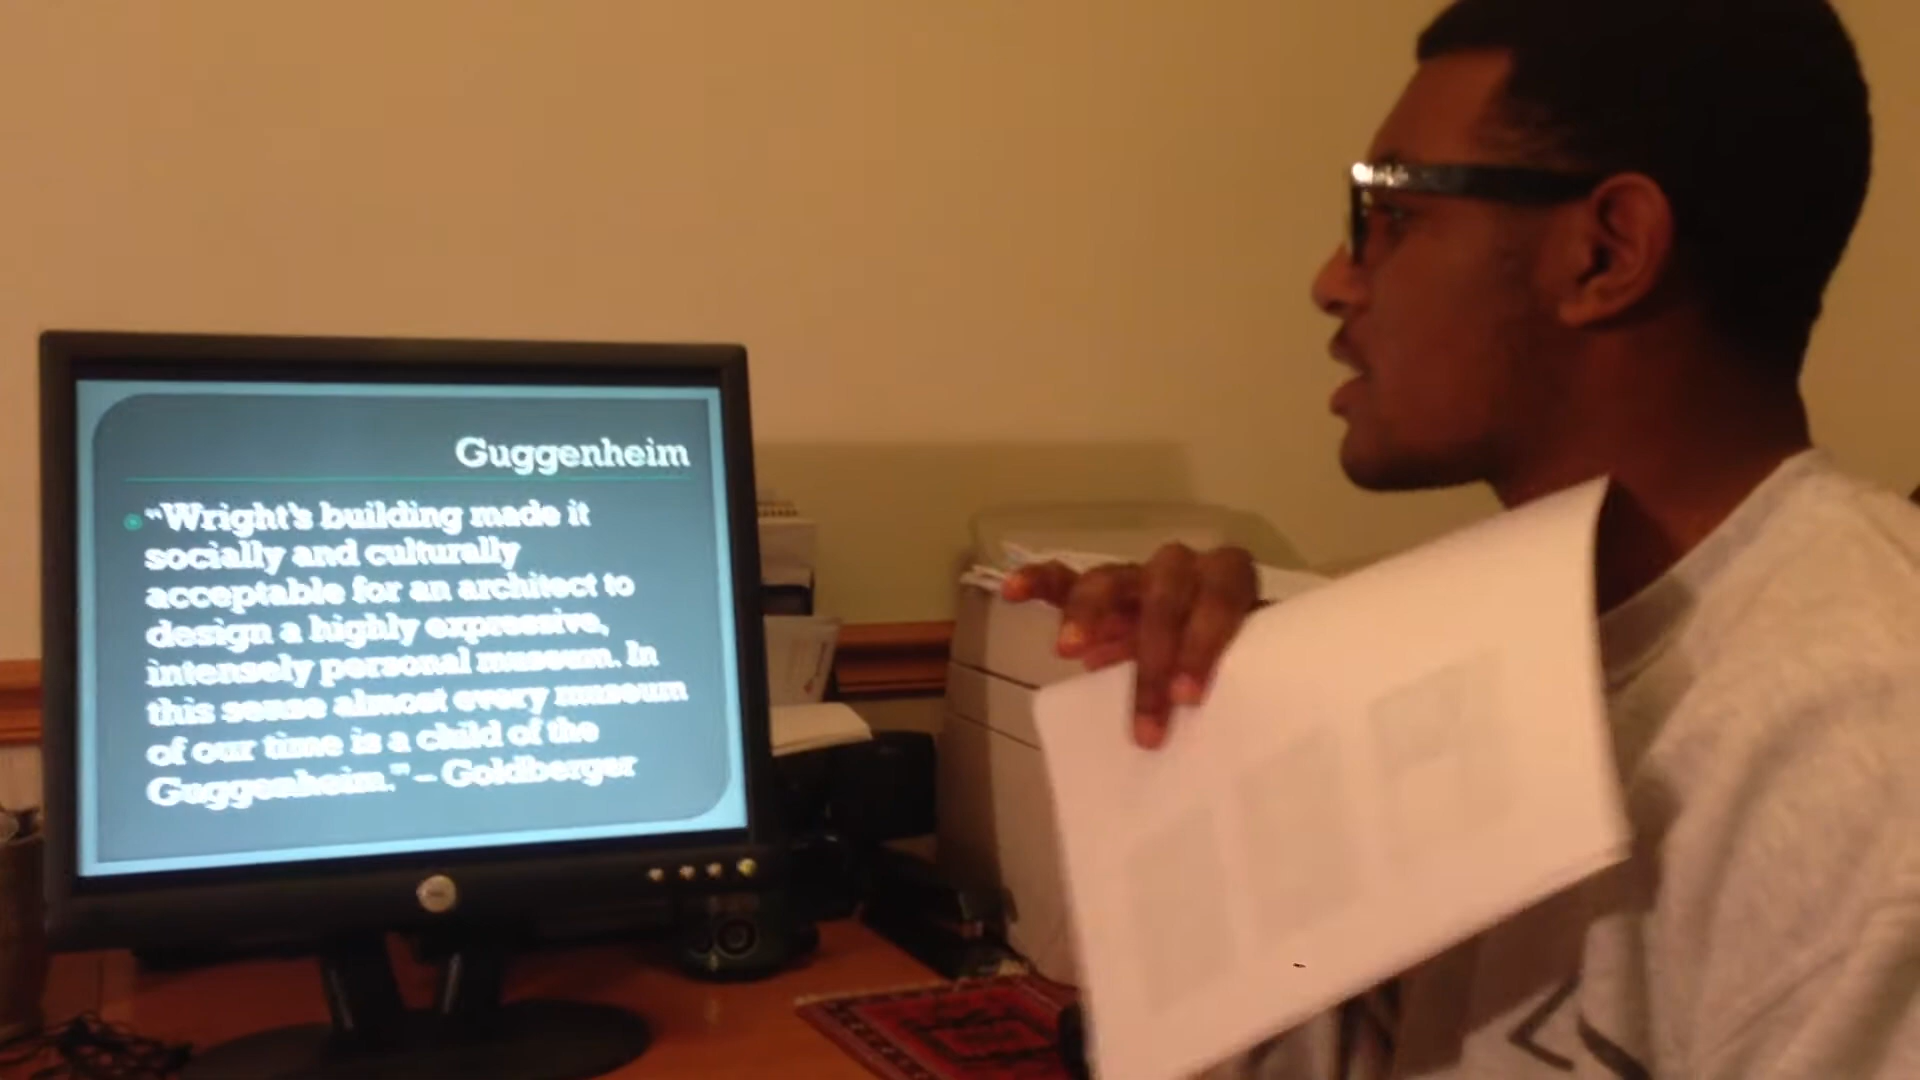 Guggenheim
“Wright's building made it
socially and culturally
acceptable for an architect to
design a highly expressive,
intensely personal museum. In
this sense almost every museum
of our time is a child of the
Guggenheim.” – Goldberger